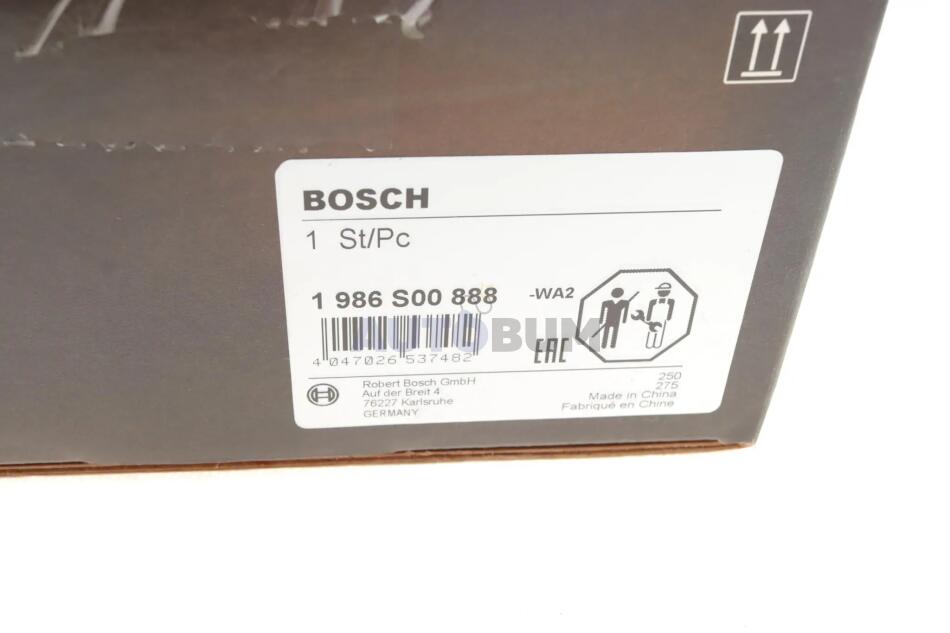 BOSCH
1 St/Pc
1 986 S00 888 -WA2
AUTOBUM
4 047026 537482
EAC
Robert Bosch GmbH
Auf der Breit 4
76227 Karlsruhe
GERMANY
250
275
Made in China
Fabriqué en Chine